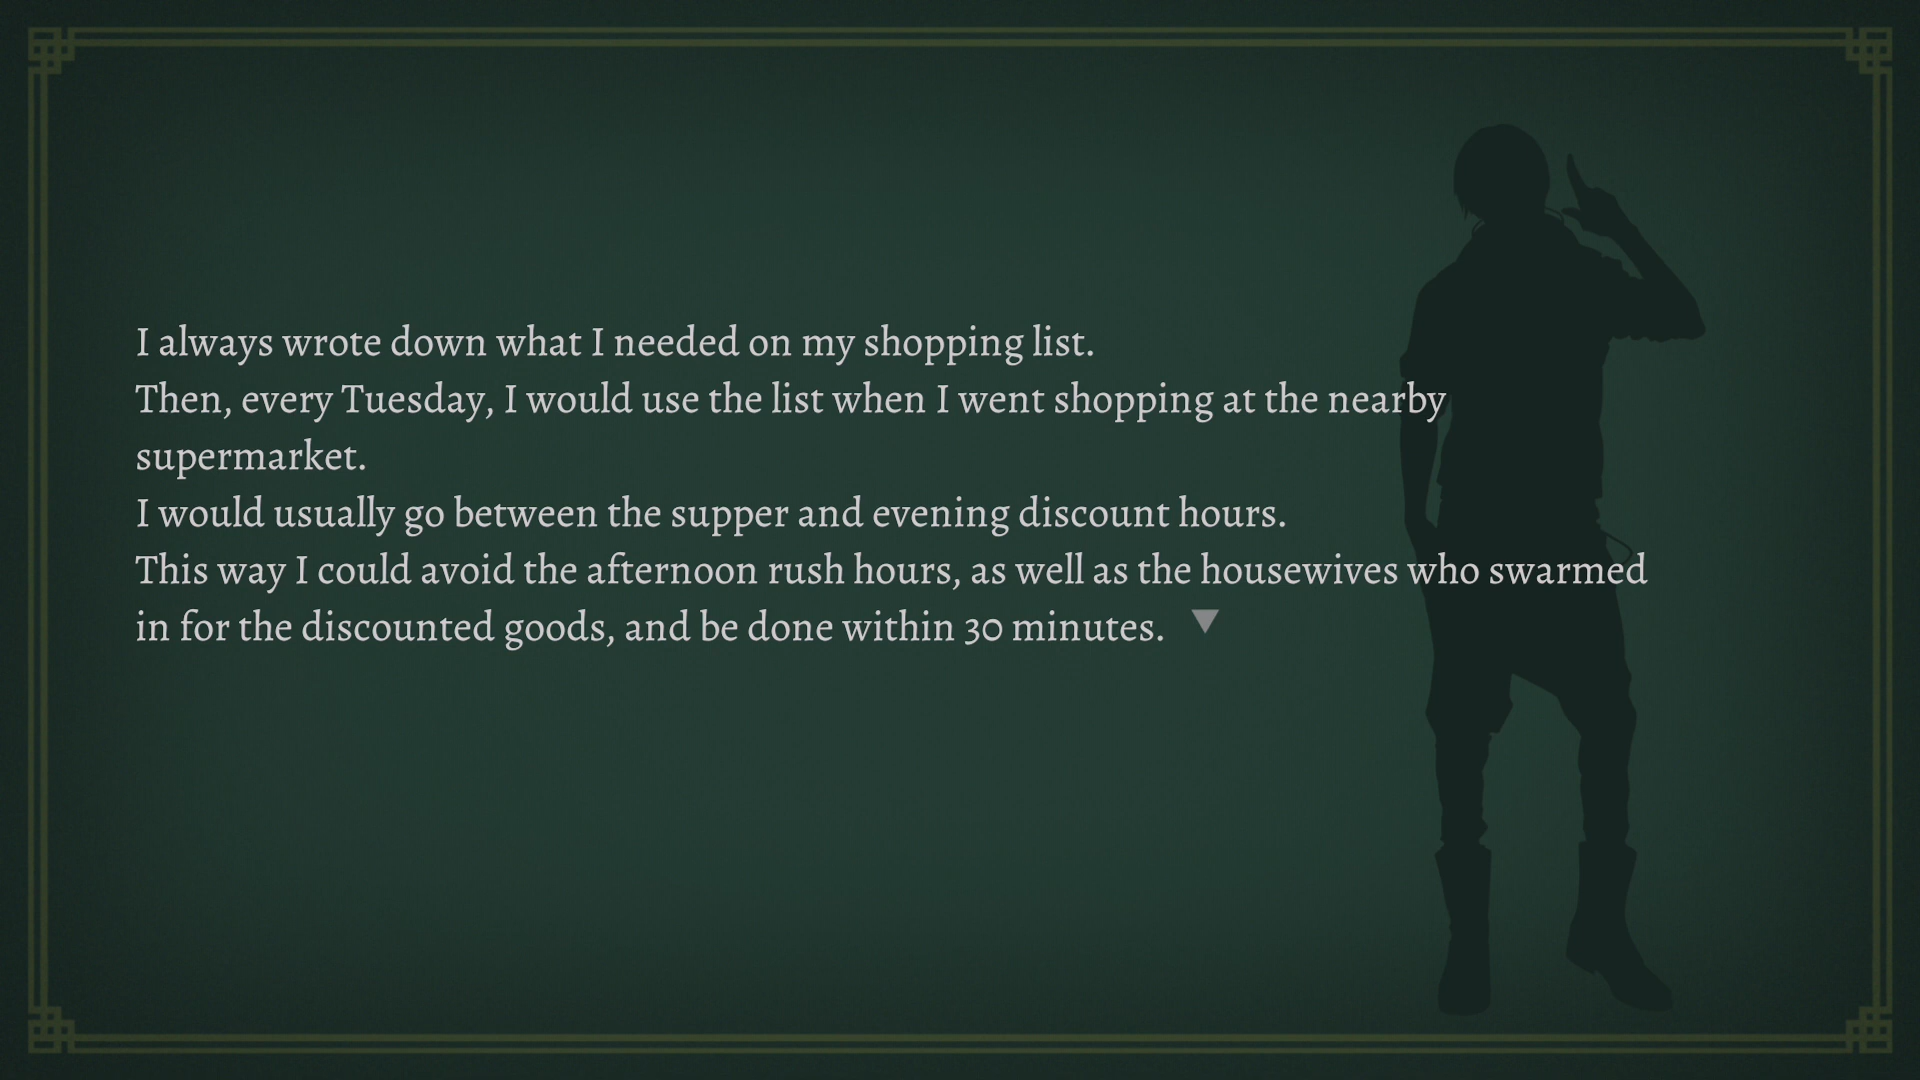 I always wrote down what I needed on my shopping list.
Then, every Tuesday, I would use the list when I went shopping at the nearby
supermarket.
I would usually go between the supper and evening discount hours.
This way I could avoid the afternoon rush hours, as well as the housewives who swarmed
in for the discounted goods, and be done within 30 minutes.